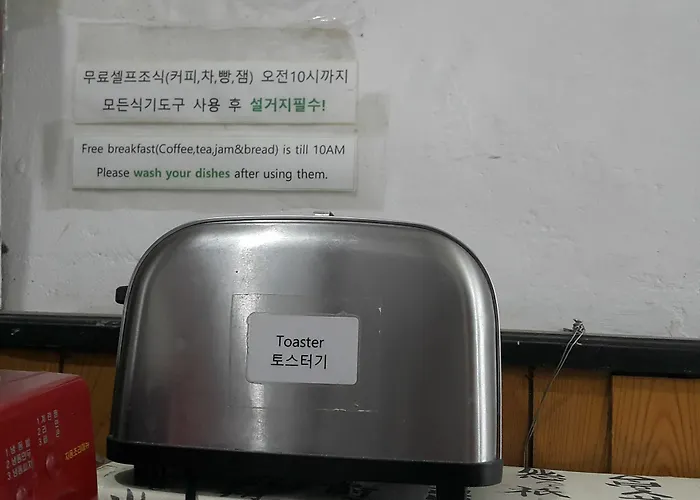 무료셀프조식(커피,차,빵,잼) 오전10시까지
모든식기도구 사용 후 설거지필수!
Free breakfast(Coffee,tea,jam&bread) is till 10AM
Please wash your dishes after using them.
Toaster
토스터기